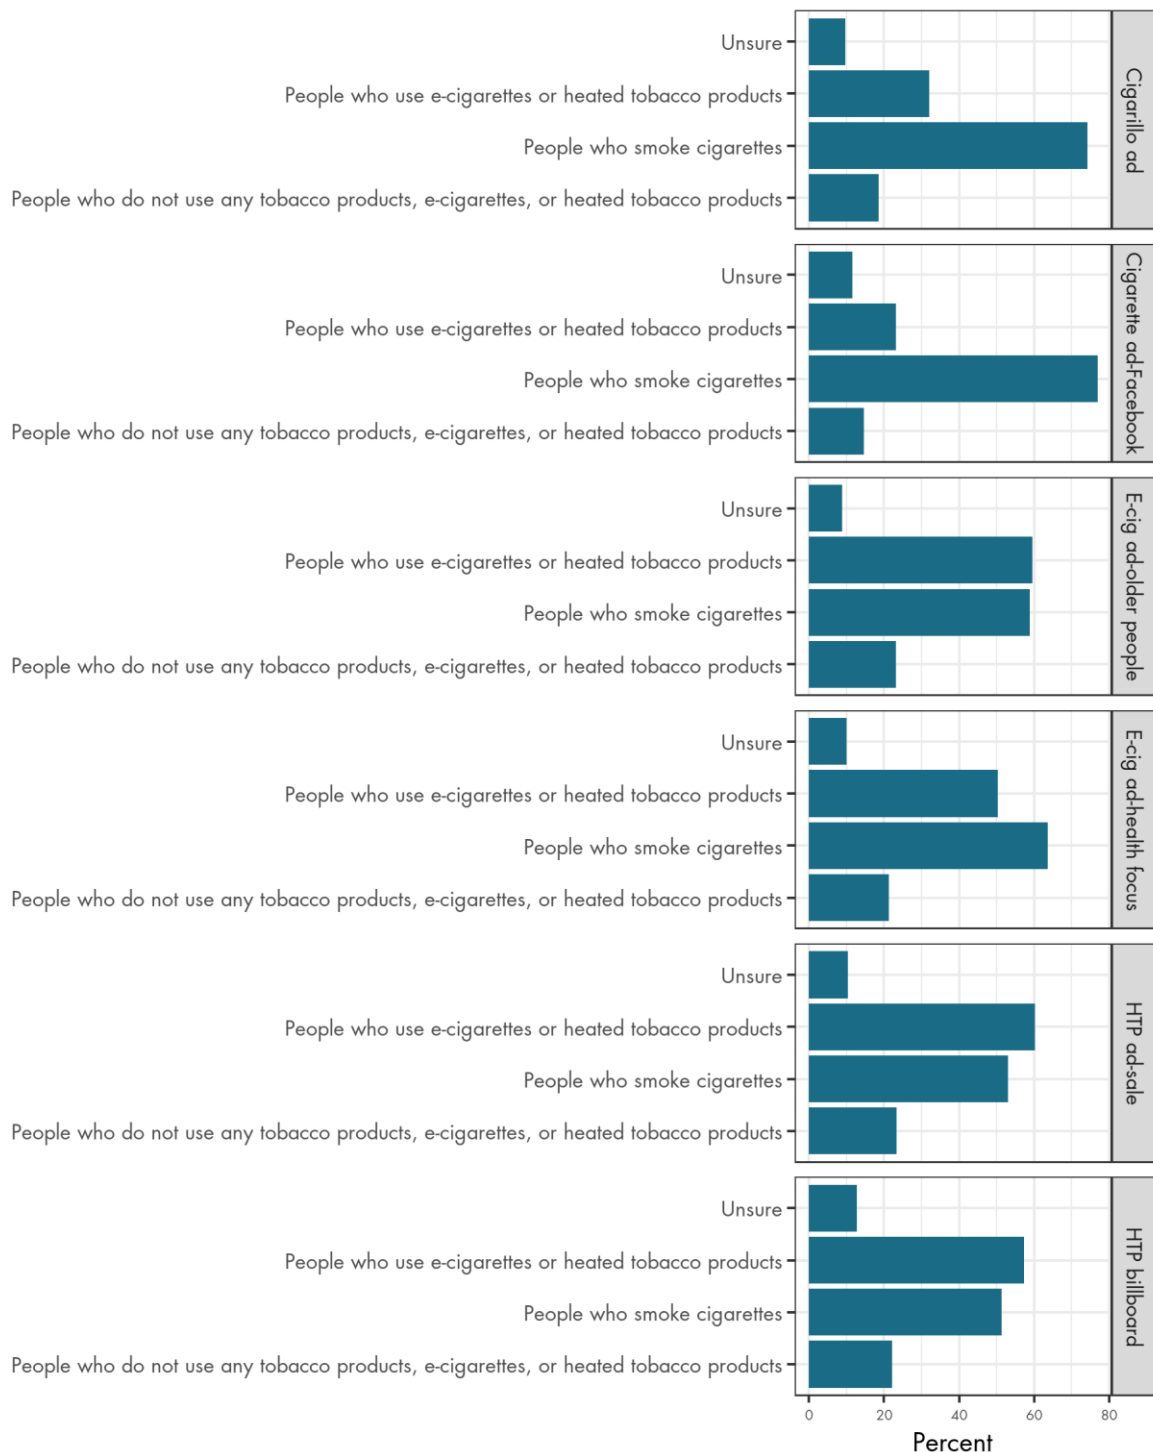 Unsure
People who use e-cigarettes or heated tobacco products
People who smoke cigarettes
People who do not use any tobacco products, e-cigarettes, or heated tobacco products
Cigarillo ad
Unsure
People who use e-cigarettes or heated tobacco products
People who smoke cigarettes
People who do not use any tobacco products, e-cigarettes, or heated tobacco products
Cigarette ad-Facebook
Unsure
People who use e-cigarettes or heated tobacco products
People who smoke cigarettes
People who do not use any tobacco products, e-cigarettes, or heated tobacco products
E-cig ad-older people
Unsure
People who use e-cigarettes or heated tobacco products
People who smoke cigarettes
People who do not use any tobacco products, e-cigarettes, or heated tobacco products
E-cig ad-health focus
Unsure
People who use e-cigarettes or heated tobacco products
People who smoke cigarettes
People who do not use any tobacco products, e-cigarettes, or heated tobacco products
HTP ad-sale
Unsure
People who use e-cigarettes or heated tobacco products
People who smoke cigarettes
People who do not use any tobacco products, e-cigarettes, or heated tobacco products
HTP billboard
0 20 40 60 80
Percent